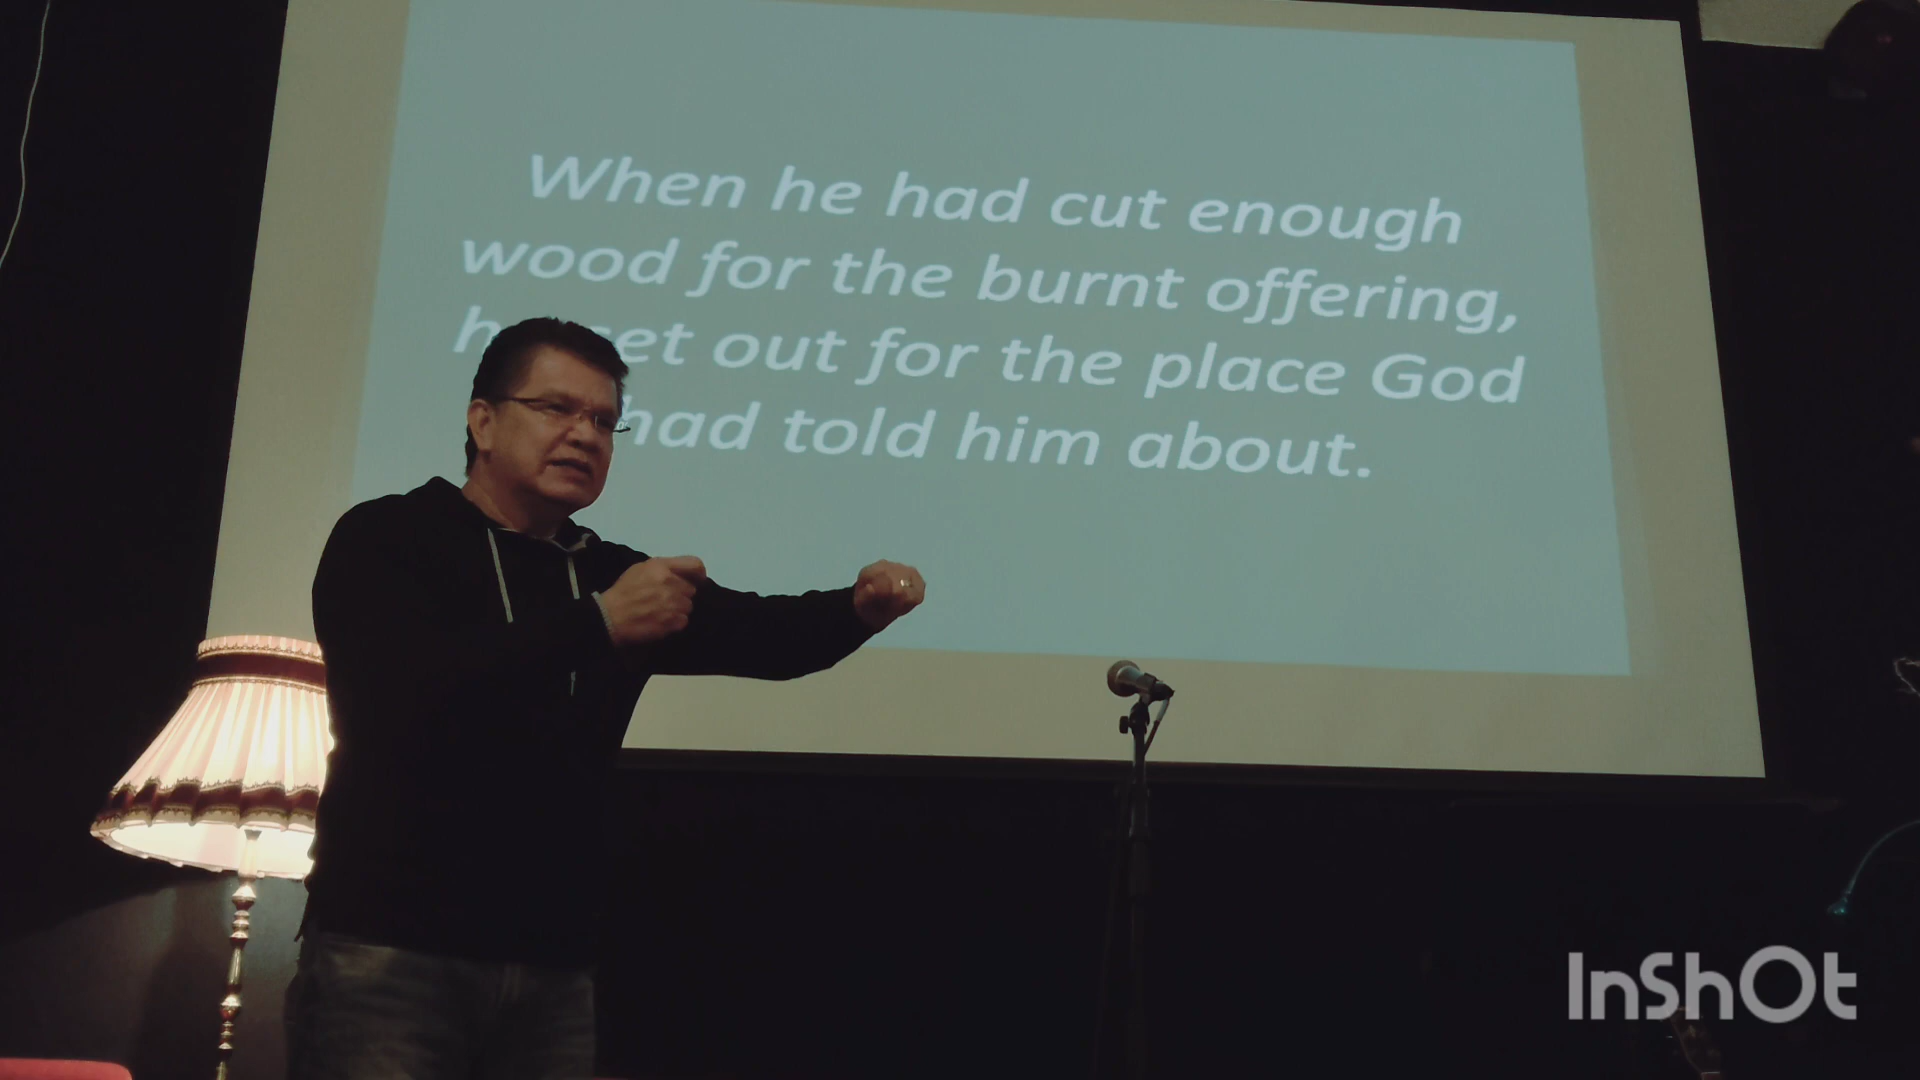 When he had cut enough
wood for the burnt offering,
set out for the place God
had told him about.
InShOt